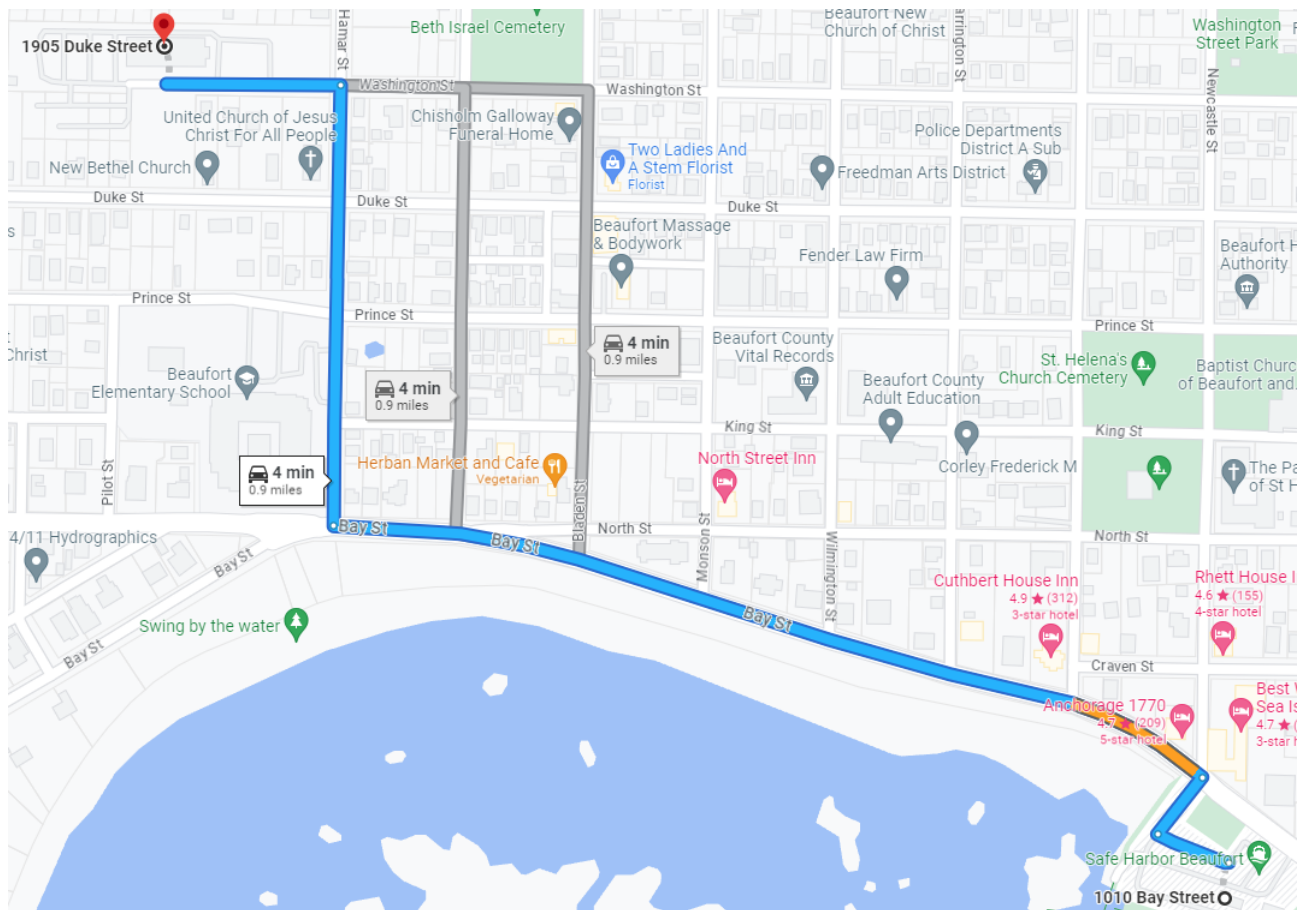 Beth Israel Cemetery
Beaufort New
Church of Christ
Washington
Street Park
1905 Duke Street
Hamar St
Washington St
Washington St
Newcastle St
United Church of Jesus
Christ For All People
Chisholm Galloway
Funeral Home
Police Departments
District A Sub
New Bethel Church
Two Ladies And
A Stem Florist
Florist
Freedman Arts District
Duke St
Duke St
Duke St
Beaufort Massage
& Bodywork
Fender Law Firm
Beaufort H
Authority
Prince St
Prince St
Prince St
4 min
0.9 miles
Beaufort County
Vital Records
St. Helena's
Church Cemetery
Christ
Beaufort
Elementary School
4 min
0.9 miles
Beaufort County
Adult Education
Baptist Churc
of Beaufort and
King St
King St
4 min
0.9 miles
Herban Market and Cafe
Vegetarian
North Street Inn
Corley Frederick M
The Pa
of St H
Pilot St
Bladen St
Bay St
North St
North St
4/11 Hydrographics
Bay St
Bay St
Monson St
Wilmington St
Cuthbert House Inn
4.9 ★ (312)
3-star hotel
Rhett House I
4.6 ★ (155)
4-star hotel
Swing by the water
Bay St
Bay St
Craven St
Anchorage 1770
4.7 ★ (209)
5-star hotel
Best W
Sea Is
4.7 ★ (
3-star h
Safe Harbor Beaufort
1010 Bay Street